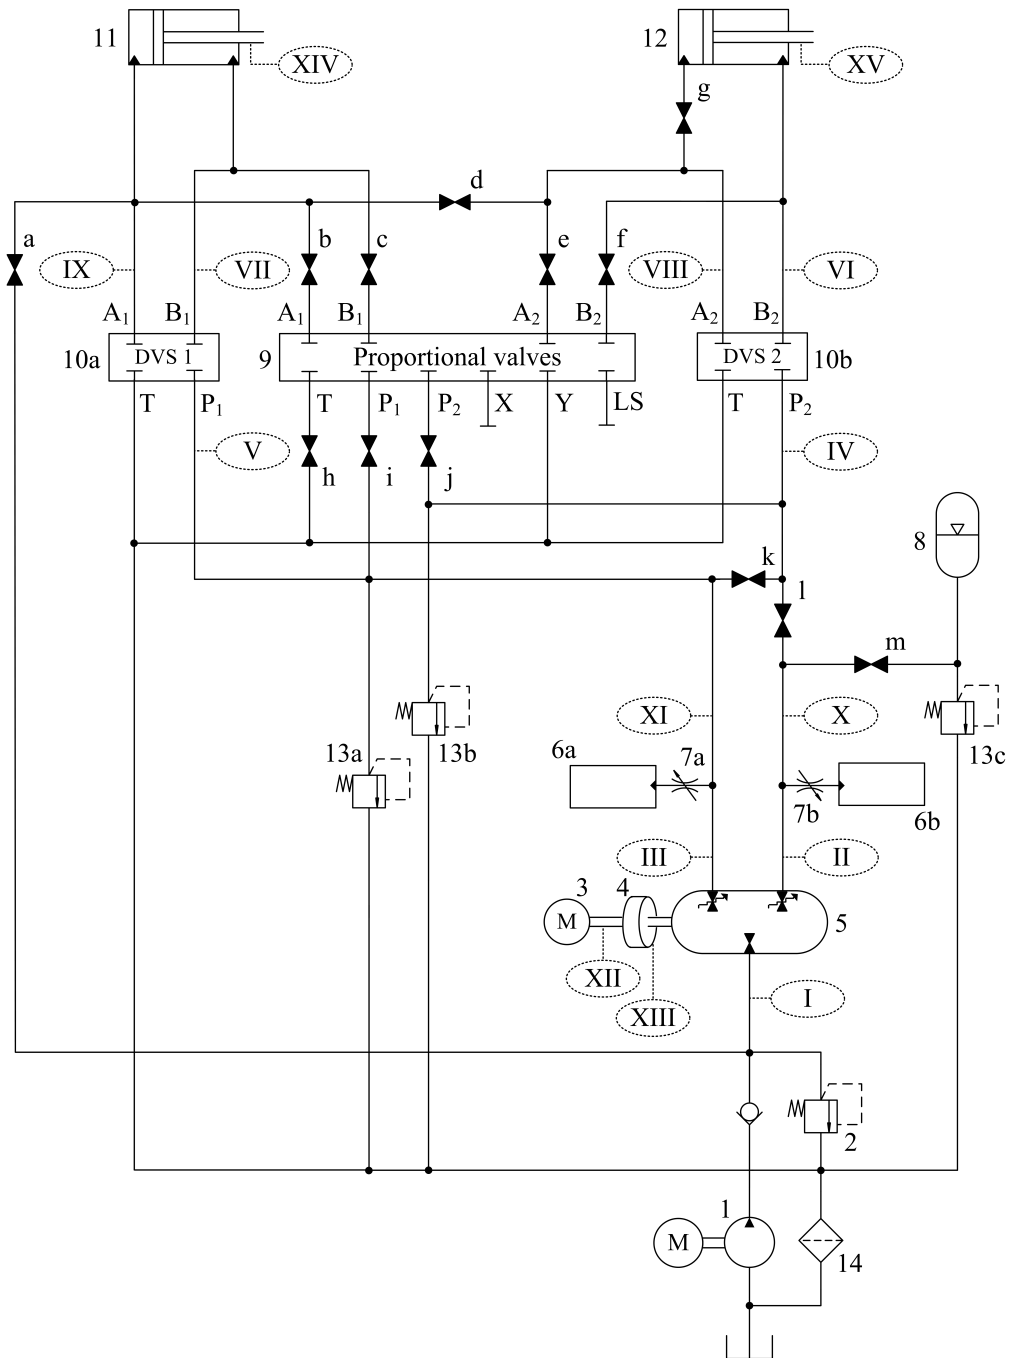 11
XIV
12
XV
g
d
a
b
c
e
f
IX
VII
VIII
VI
A1
B1
A1
B1
A2
B2
A2
B2
10a
DVS 1
9
Proportional valves
DVS 2
10b
T
P1
T
P1
P2
X
Y
LS
T
P2
V
h
i
j
IV
8
k
l
m
XI
X
13a
13b
13c
6a
7a
7b
6b
III
II
3
4
M
5
XII
XIII
I
2
1
M
14